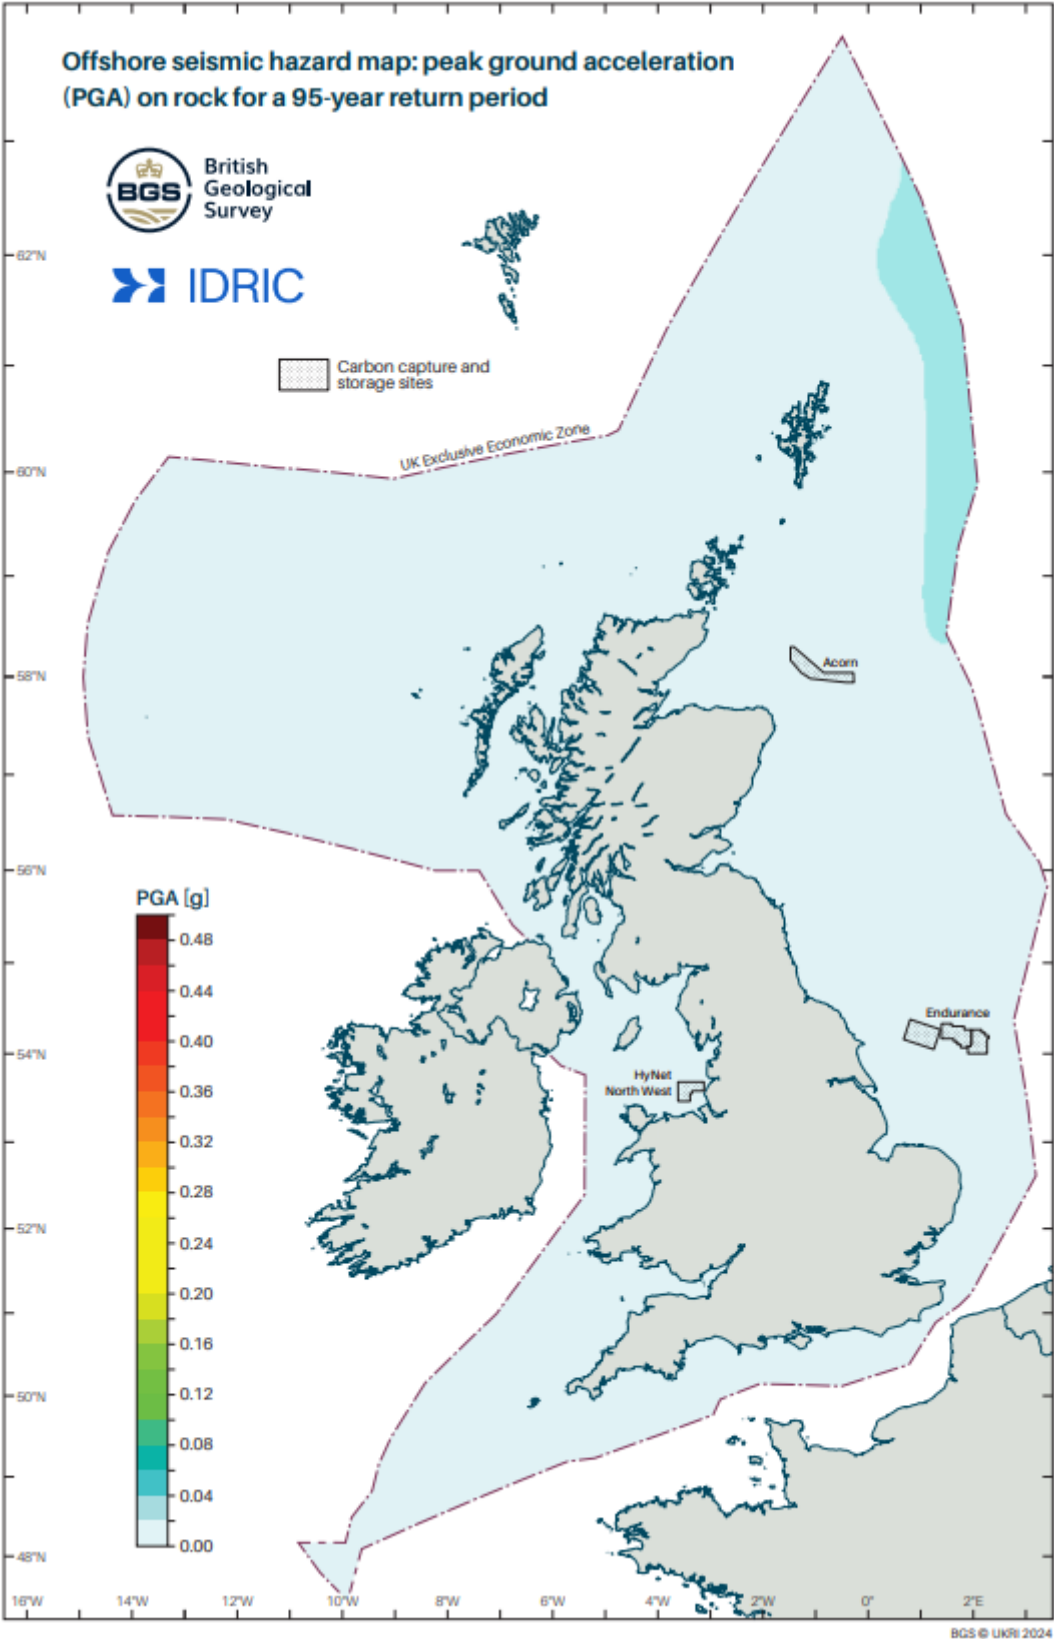 Offshore seismic hazard map: peak ground acceleration
(PGA) on rock for a 95-year return period
BGS
British
Geological
Survey
IDRIC
62°N
Carbon capture and
storage sites
UK Exclusive Economic Zone
60°N
Acorn
58°N
56°N
PGA [g]
0.48
0.44
0.40
0.36
0.32
0.28
0.24
0.20
0.16
0.12
0.08
0.04
0.00
Endurance
54°N
HyNet
North West
52°N
50°N
48°N
16°W
14°W
12°W
10°W
8°W
6°W
4°W
2°W
0°
2°E
BGS © UKRI 2024